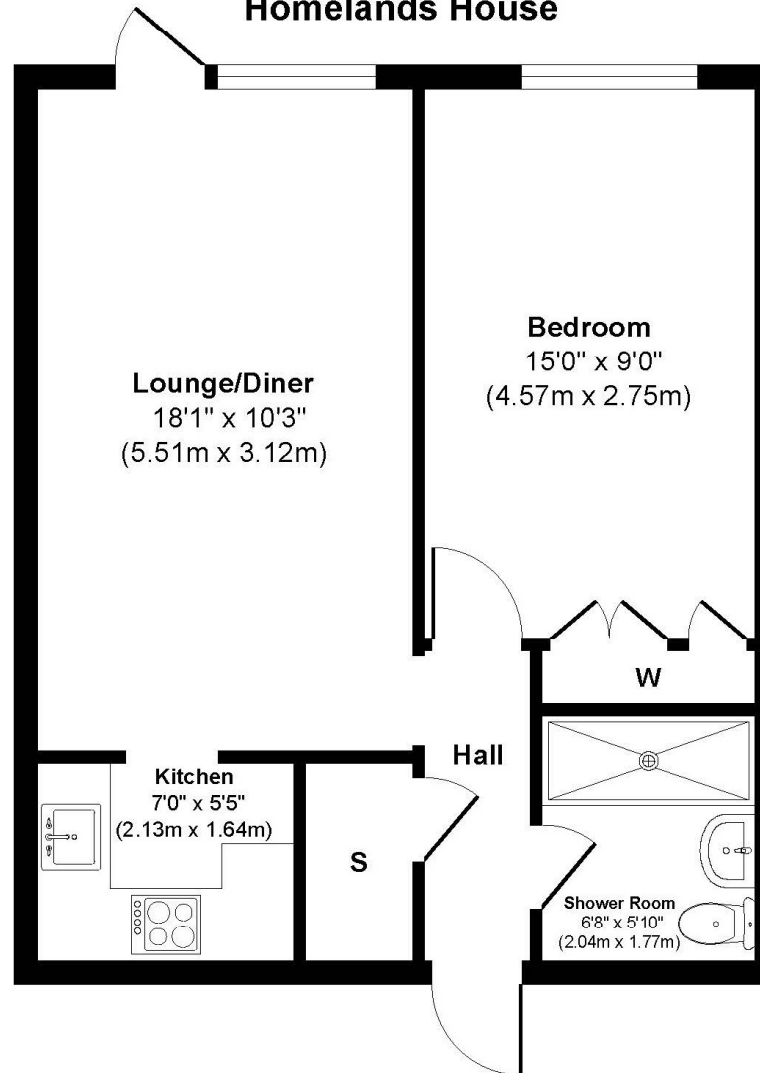 Homelands House
Bedroom
15'0" x 9'0"
(4.57m x 2.75m)
Lounge/Diner
18'1" x 10'3"
(5.51m x 3.12m)
W
Hall
Kitchen
7'0" x 5'5"
(2.13m x 1.64m)
S
Shower Room
6'8" x 5'10"
(2.04m x 1.77m)